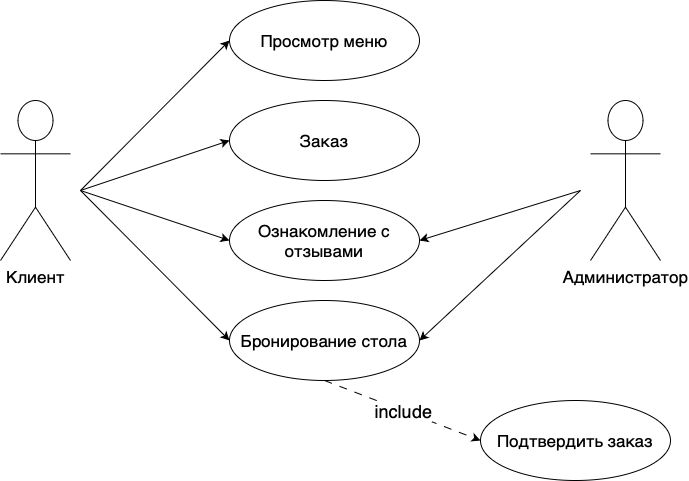 Просмотр меню
Заказ
Ознакомление с
отзывами
Клиент
Администратор
Бронирование стола
include
Подтвердить заказ